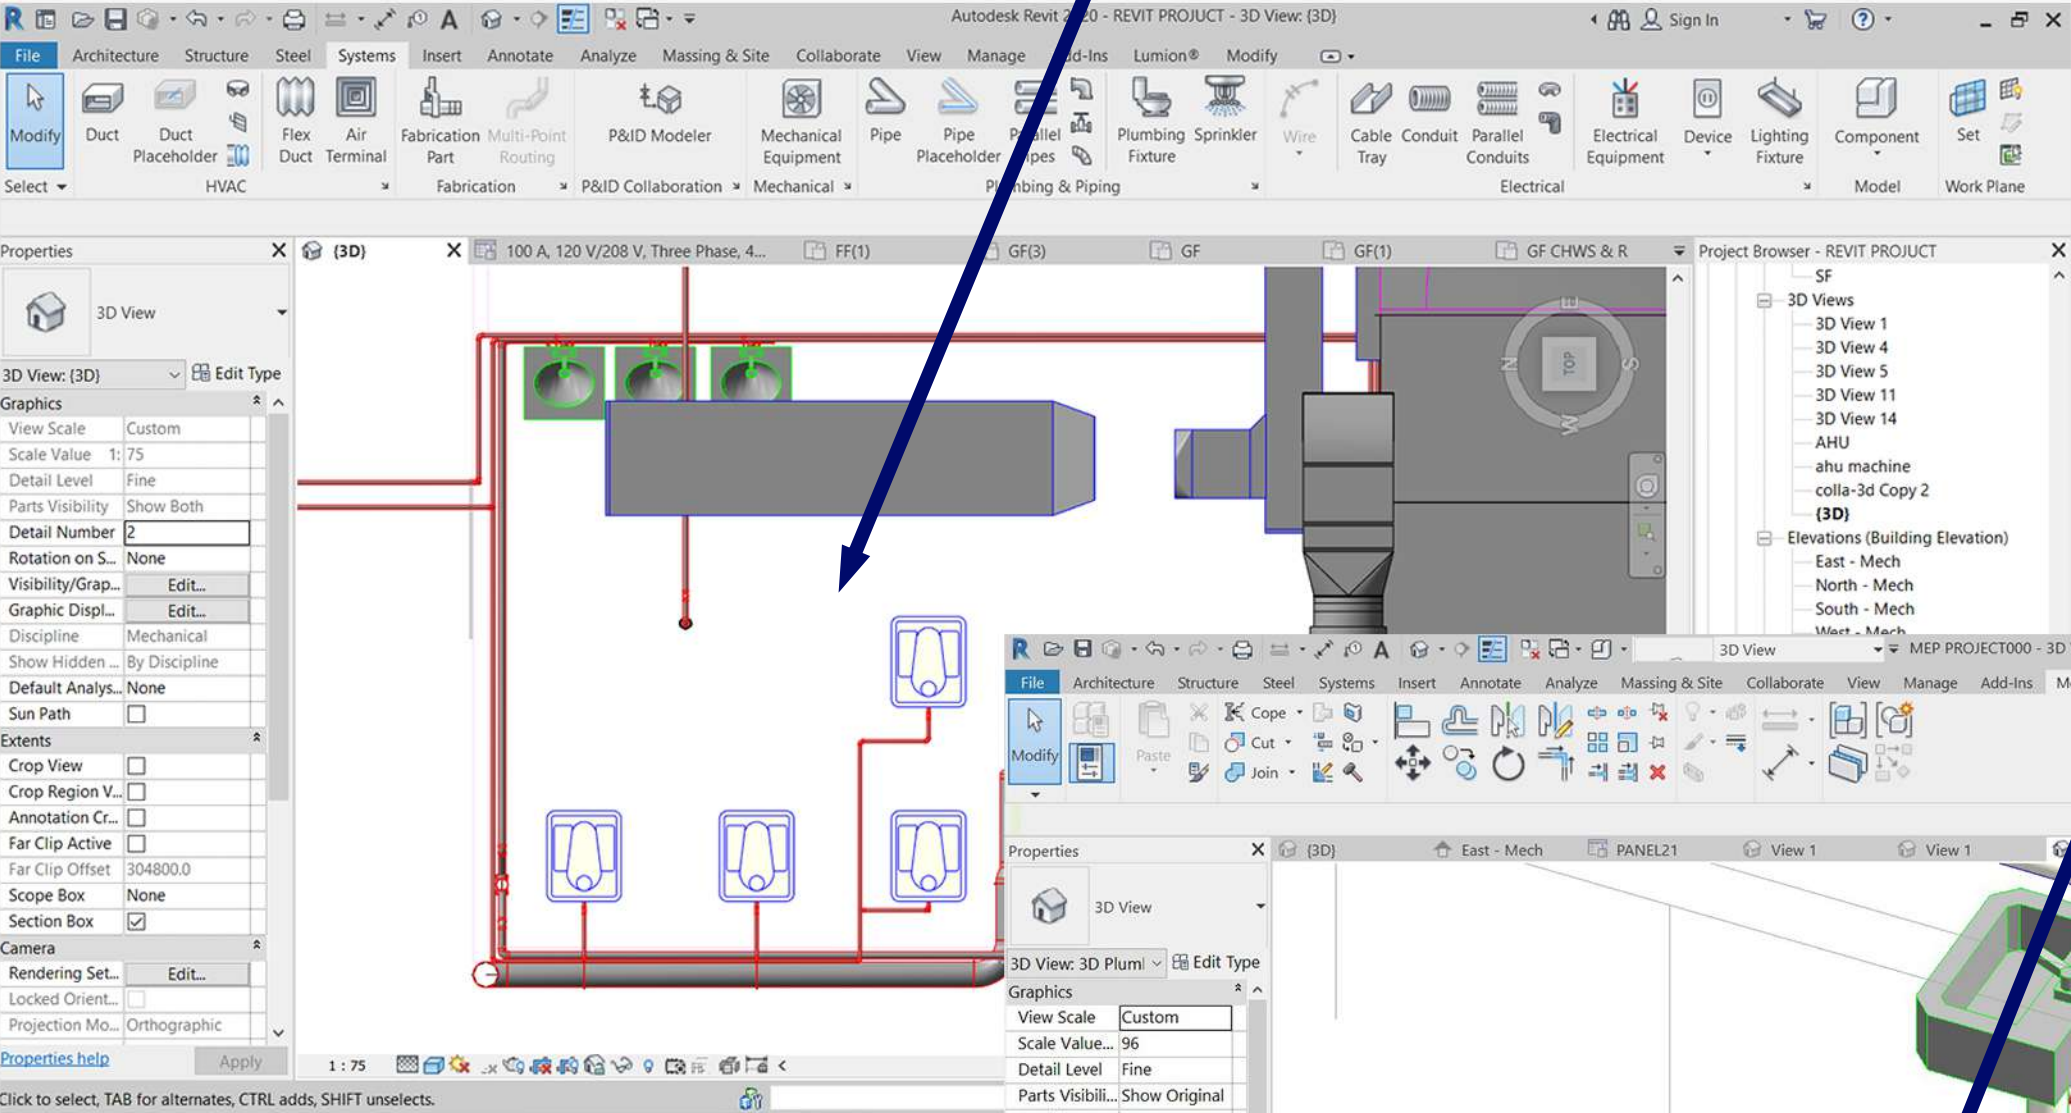 Autodesk Revit 2020 - REVIT PROJUCT - 3D View: {3D}
Sign In
File Architecture Structure Steel Systems Insert Annotate Analyze Massing & Site Collaborate View Manage Lumion® Modify
Modify
Duct
Duct Placeholder
Flex Duct
Air Terminal
Fabrication Part
Multi-Point Routing
P&ID Modeler
Mechanical Equipment
Pipe
Pipe Placeholder
Parallel Pipes
Plumbing Fixture
Sprinkler
Wire
Cable Tray
Conduit
Parallel Conduits
Electrical Equipment
Device
Lighting Fixture
Component
Set
Select HVAC Fabrication P&ID Collaboration Mechanical Plumbing & Piping Electrical Model Work Plane
Properties
{3D} 100 A, 120 V/208 V, Three Phase, 4... FF(1) GF(3) GF GF(1) GF CHWS & R
3D View
3D View: {3D} Edit Type
Graphics
View Scale Custom
Scale Value 1: 75
Detail Level Fine
Parts Visibility Show Both
Detail Number 2
Rotation on S... None
Visibility/Grap... Edit...
Graphic Displ... Edit...
Discipline Mechanical
Show Hidden ... By Discipline
Default Analys... None
Sun Path
Extents
Crop View
Crop Region V...
Annotation Cr...
Far Clip Active
Far Clip Offset 304800.0
Scope Box None
Section Box
Camera
Rendering Set... Edit...
Locked Orient...
Projection Mo... Orthographic
Properties help Apply
1 : 75
Click to select, TAB for alternates, CTRL adds, SHIFT unselects.
TOP
E
N
S
W
Project Browser - REVIT PROJUCT
SF
3D Views
3D View 1
3D View 4
3D View 5
3D View 11
3D View 14
AHU
ahu machine
colla-3d Copy 2
{3D}
Elevations (Building Elevation)
East - Mech
North - Mech
South - Mech
West - Mech
3D View MEP PROJECT000 - 3D
File Architecture Structure Steel Systems Insert Annotate Analyze Massing & Site Collaborate View Manage Add-Ins
Modify
Paste
Cope
Cut
Join
Properties
{3D} East - Mech PANEL21 View 1 View 1
3D View
3D View: 3D Edit Type
Graphics
View Scale Custom
Scale Value... 96
Detail Level Fine
Parts Visibili... Show Original